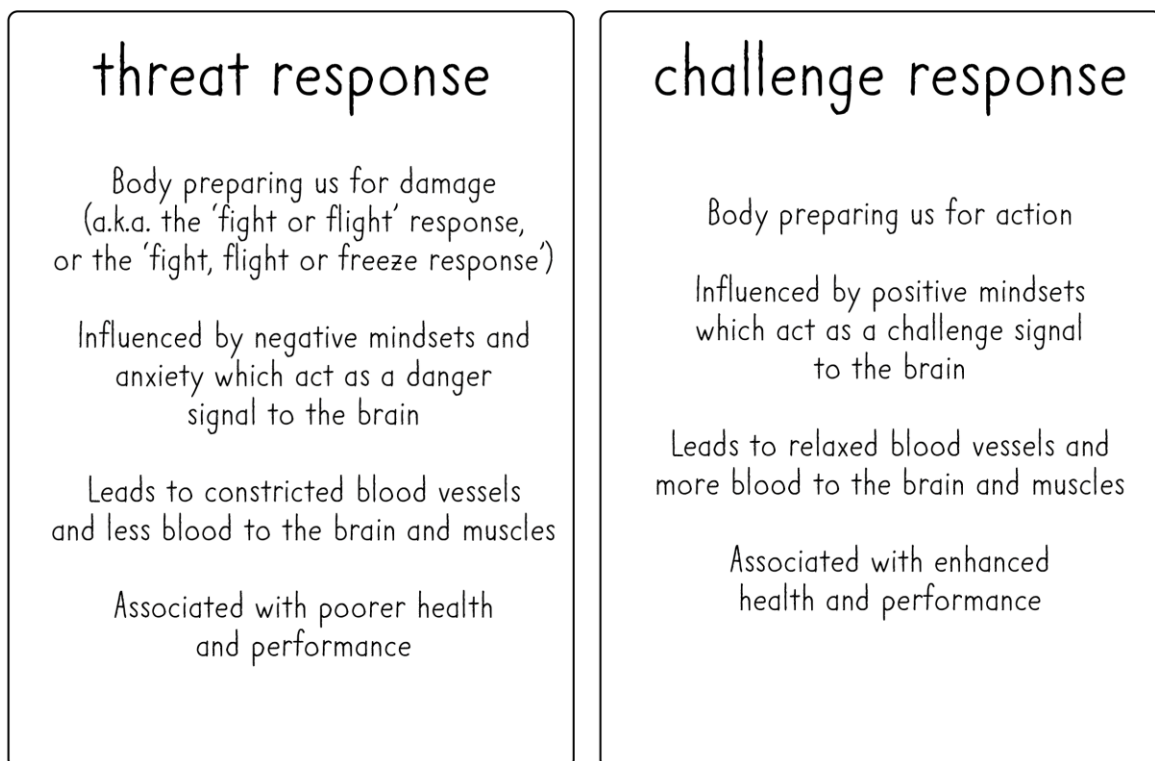 threat response
Body preparing us for damage
(a.k.a. the ‘fight or flight’ response,
or the ‘fight, flight or freeze response’)
Influenced by negative mindsets and
anxiety which act as a danger
signal to the brain
Leads to constricted blood vessels
and less blood to the brain and muscles
Associated with poorer health
and performance
challenge response
Body preparing us for action
Influenced by positive mindsets
which act as a challenge signal
to the brain
Leads to relaxed blood vessels and
more blood to the brain and muscles
Associated with enhanced
health and performance